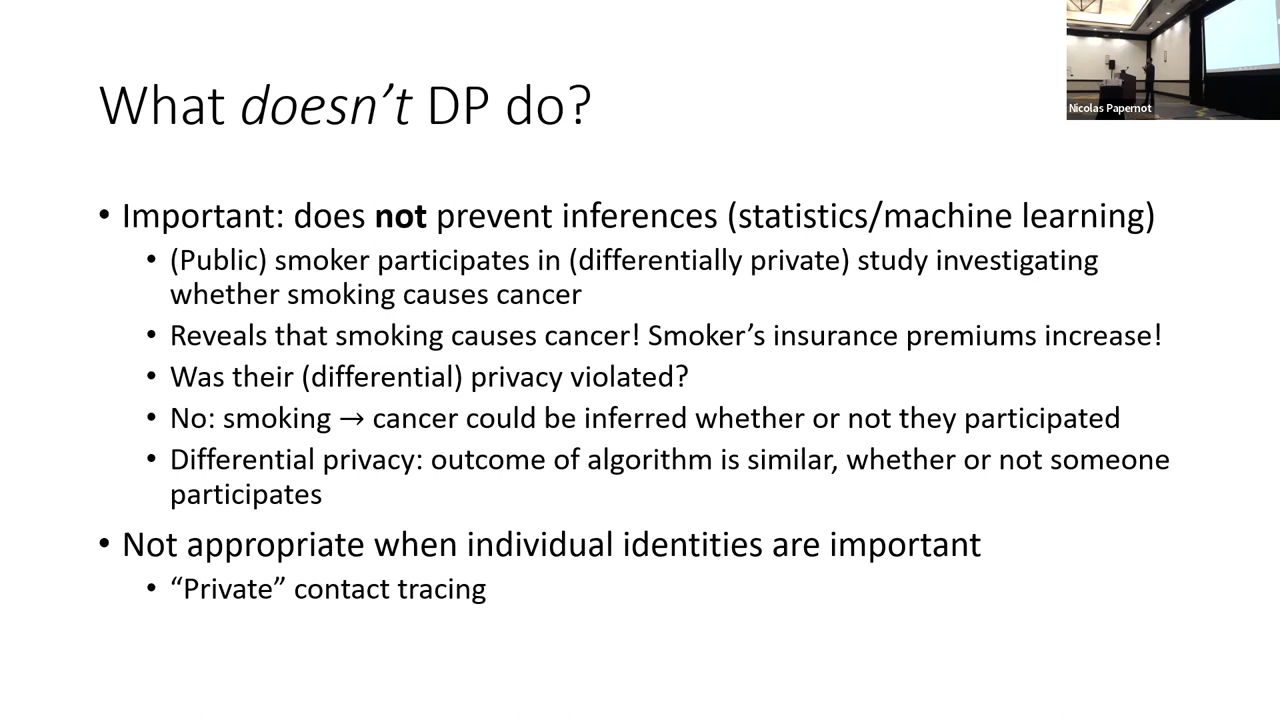 Nicolas Papernot
What doesn’t DP do?
• Important: does not prevent inferences (statistics/machine learning)
• (Public) smoker participates in (differentially private) study investigating
whether smoking causes cancer
• Reveals that smoking causes cancer! Smoker’s insurance premiums increase!
• Was their (differential) privacy violated?
• No: smoking → cancer could be inferred whether or not they participated
• Differential privacy: outcome of algorithm is similar, whether or not someone
participates
• Not appropriate when individual identities are important
• “Private” contact tracing